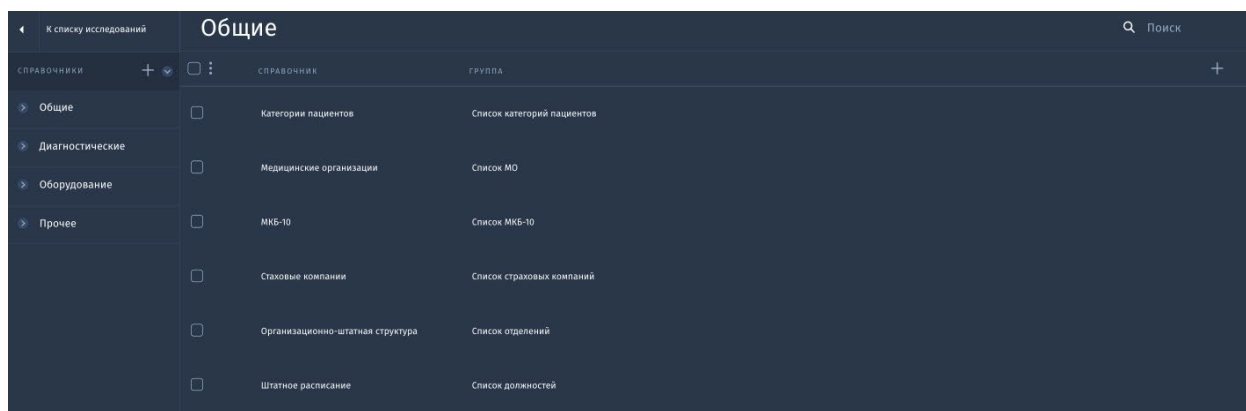 К списку исследований
Общие
Поиск
СПРАВОЧНИКИ
СПРАВОЧНИК ГРУППА
Общие
Диагностические
Оборудование
Прочее
Категории пациентов Список категорий пациентов
Медицинские организации Список МО
МКБ-10 Список МКБ-10
Стаховые компании Список страховых компаний
Организационно-штатная структура Список отделений
Штатное расписание Список должностей